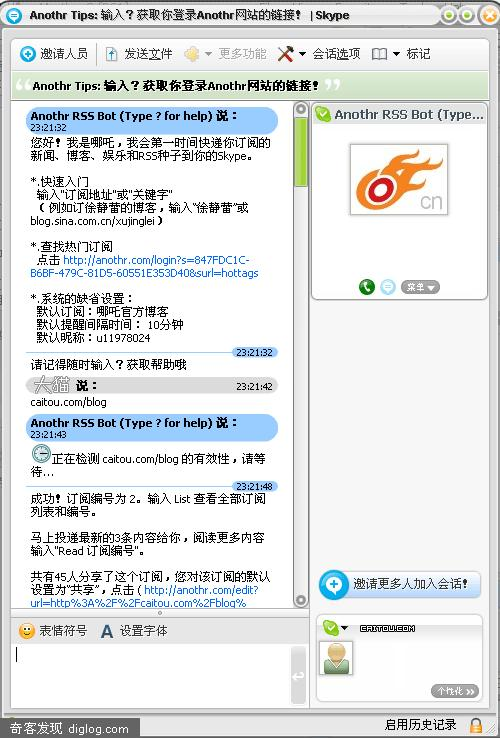 Anothr Tips: 输入？获取你登录Anothr网站的链接！ | Skype
邀请人员
发送文件
更多功能
会话选项
标记
Anothr Tips: 输入？获取你登录Anothr网站的链接！
Anothr RSS Bot (Type ? for help) 说：
23:21:32
您好！我是哪吒，我会第一时间快递你订阅的
新闻、博客、娱乐和RSS种子到你的Skype。
*.快速入门
输入"订阅地址"或"关键字"
（例如订徐静蕾的博客，输入“徐静蕾”或
blog.sina.com.cn/xujinglei）
*.查找热门订阅
点击 http://anothr.com/login?s=847FDC1C-
B6BF-479C-81D5-60551E353D40&surl=hottags
*.系统的缺省设置：
默认订阅：哪吒官方博客
默认提醒间隔时间： 10分钟
默认昵称：u11978024
23:21:32
请记得随时输入？获取帮助哦
大猫 说：
23:21:42
caitou.com/blog
Anothr RSS Bot (Type ? for help) 说：
23:21:43
正在检测 caitou.com/blog 的有效性，请等
待...
23:21:48
成功！订阅编号为 2。输入 List 查看全部订阅
列表和编号。
马上投递最新的3条内容给你，阅读更多内容
输入"Read 订阅编号"。
共有45人分享了这个订阅，您对该订阅的默认
设置为“共享”，点击 ( http://anothr.com/edit?
url=http%3A%2F%2Fcaitou.com%2Fblog%
Anothr RSS Bot (Type...
cn
菜单
邀请更多人加入会话！
CAITOU.COM
个性化 >>
表情符号
A 设置字体
奇客发现 diglog.com
启用历史记录